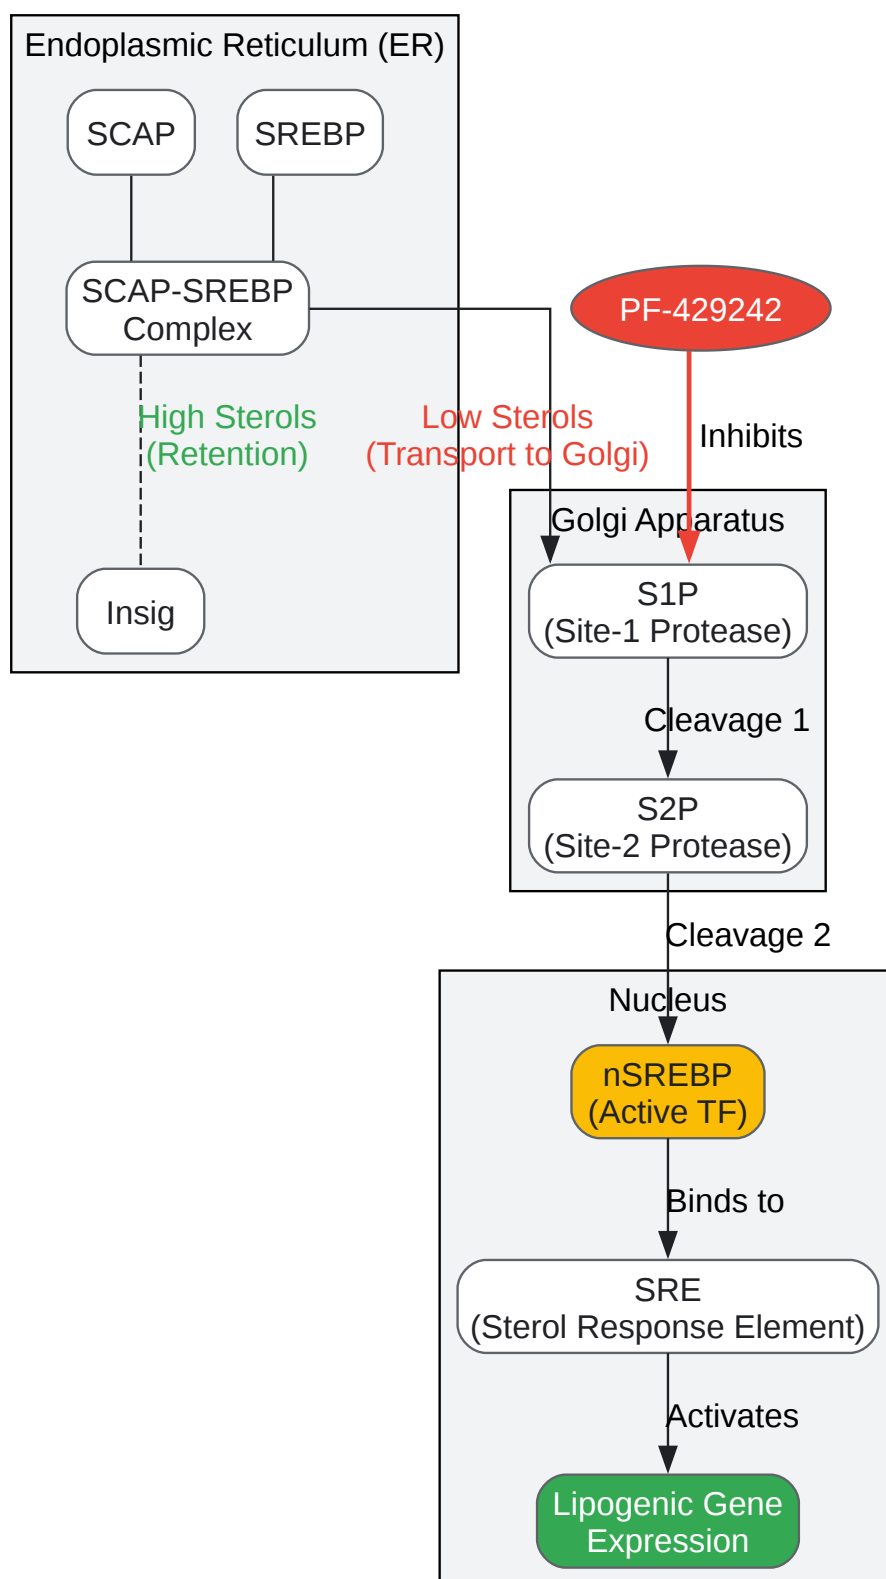 Endoplasmic Reticulum (ER)
SCAP
SREBP
SCAP-SREBP
Complex
PF-429242
High Sterols
(Retention)
Low Sterols
(Transport to Golgi)
Inhibits
Golgi Apparatus
Insig
S1P
(Site-1 Protease)
Cleavage 1
S2P
(Site-2 Protease)
Cleavage 2
Nucleus
nSREBP
(Active TF)
Binds to
SRE
(Sterol Response Element)
Activates
Lipogenic Gene
Expression